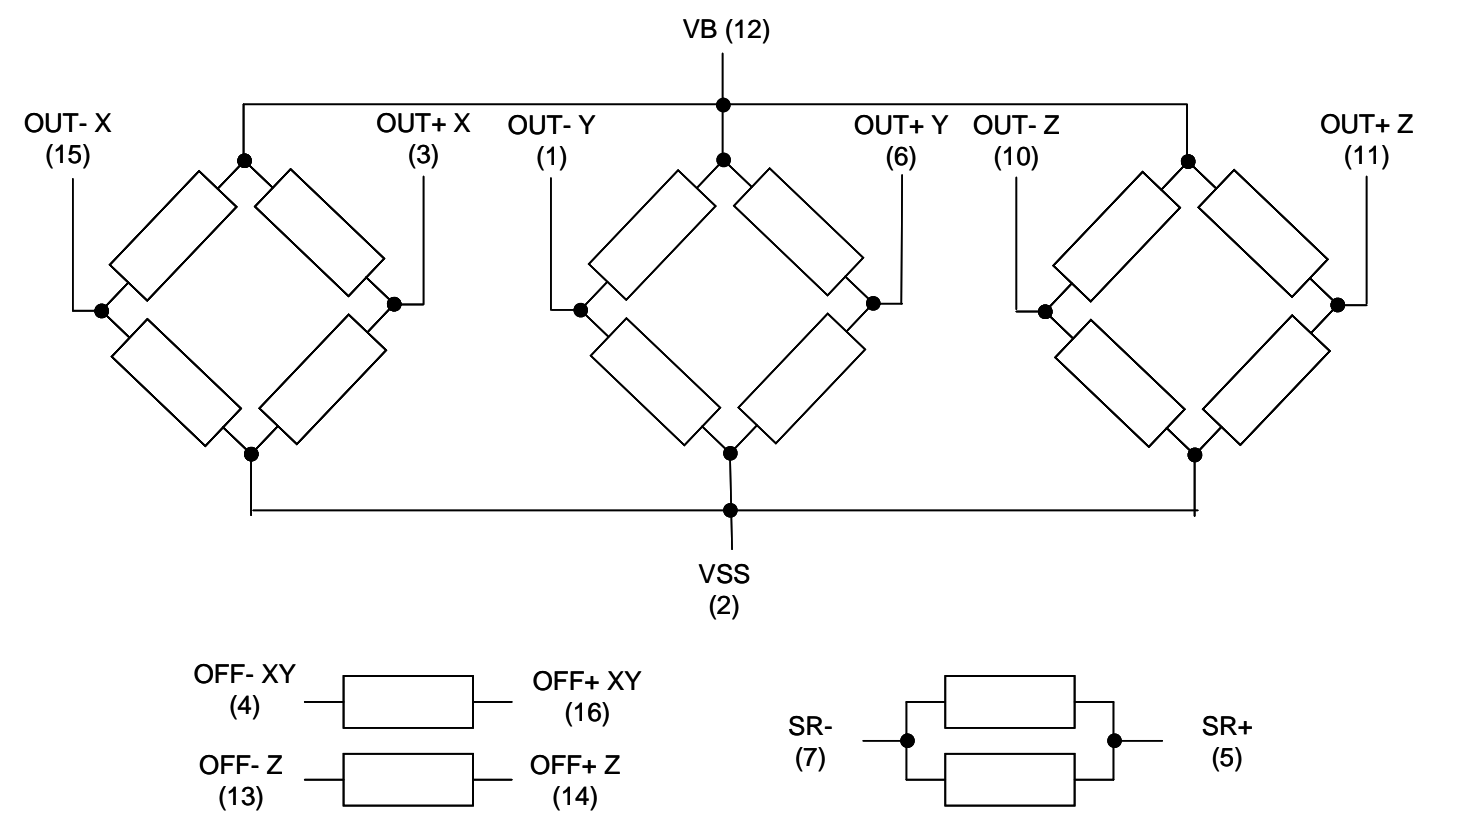 VB (12)
OUT- X
(15)
OUT+ X
(3)
OUT- Y
(1)
OUT+ Y
(6)
OUT- Z
(10)
OUT+ Z
(11)
VSS
(2)
OFF- XY
(4)
OFF+ XY
(16)
OFF- Z
(13)
OFF+ Z
(14)
SR-
(7)
SR+
(5)